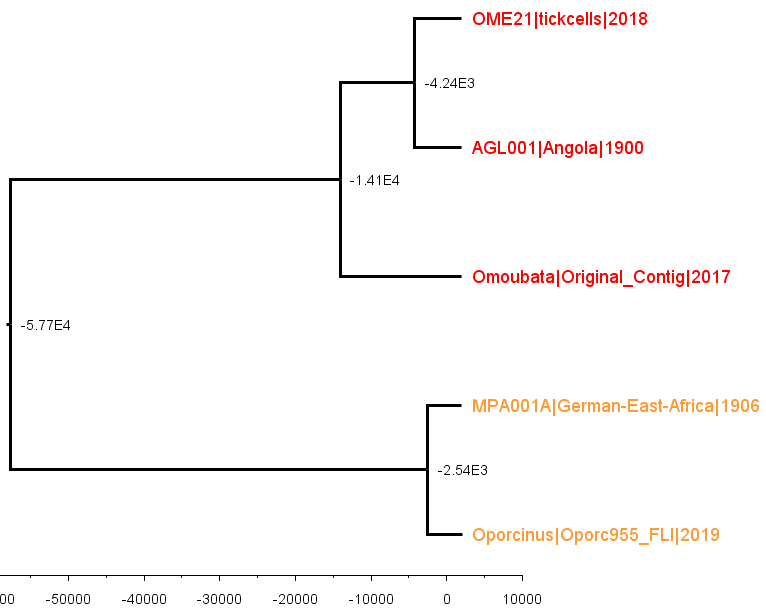 OME21|tickcells|2018
-4.24E3
AGL001|Angola|1900
-1.41E4
Omoubata|Original_Contig|2017
-5.77E4
MPA001A|German-East-Africa|1906
-2.54E3
Oporcinus|Oporc955_FLI|2019
00 -50000 -40000 -30000 -20000 -10000 0 10000